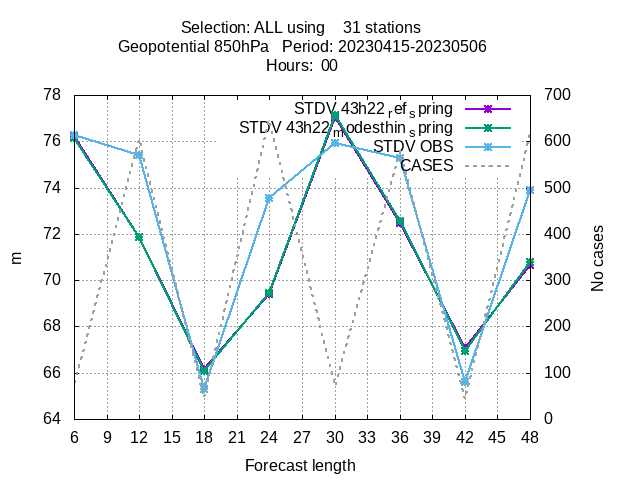 Selection: ALL using    31 stations
Geopotential 850hPa   Period: 20230415-20230506
Hours:  00
78
76
74
72
70
68
66
64
700
600
500
400
300
200
100
0
STDV 43h22_ref_spring
STDV 43h22_modesthin_spring
STDV OBS
CASES
m
No cases
6 9 12 15 18 21 24 27 30 33 36 39 42 45 48
Forecast length